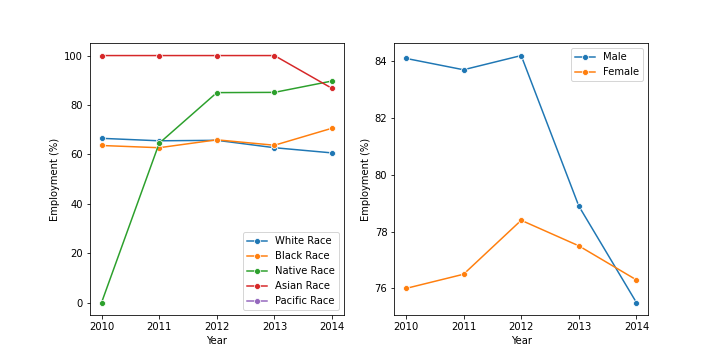 100
80
60
40
20
0
Employment (%)
2010 2011 2012 2013 2014
Year
White Race
Black Race
Native Race
Asian Race
Pacific Race
84
82
80
78
76
Employment (%)
2010 2011 2012 2013 2014
Year
Male
Female